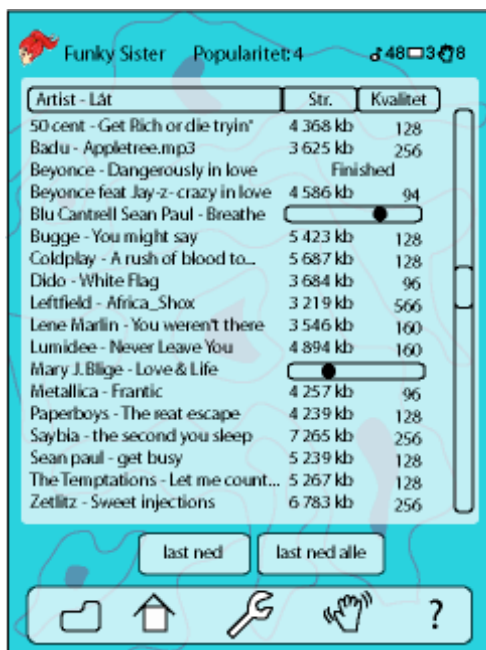 Funky Sister Popularitet: 4 48 3 8
Artist - Låt Str. Kvalitet
50 cent - Get Rich or die tryin' 4 368 kb 128
Badu - Appletree.mp3 3 625 kb 256
Beyonce - Dangerously in love Finished
Beyonce feat Jay-z- crazy in love 4 586 kb 94
Blu Cantrell Sean Paul - Breathe
Bugge - You might say 5 423 kb 128
Coldplay - A rush of blood to... 5 687 kb 128
Dido - White Flag 3 684 kb 96
Leftfield - Africa_Shox 3 219 kb 566
Lene Marlin - You weren't there 3 546 kb 160
Lumidee - Never Leave You 4 894 kb 160
Mary J. Blige - Love & Life
Metallica - Frantic 4 257 kb 96
Paperboys - The reat escape 4 239 kb 128
Saybia - the second you sleep 7 265 kb 256
Sean paul - get busy 5 239 kb 128
The Temptations - Let me count... 5 267 kb 128
Zetlitz - Sweet injections 6 783 kb 256
last ned last ned alle
?